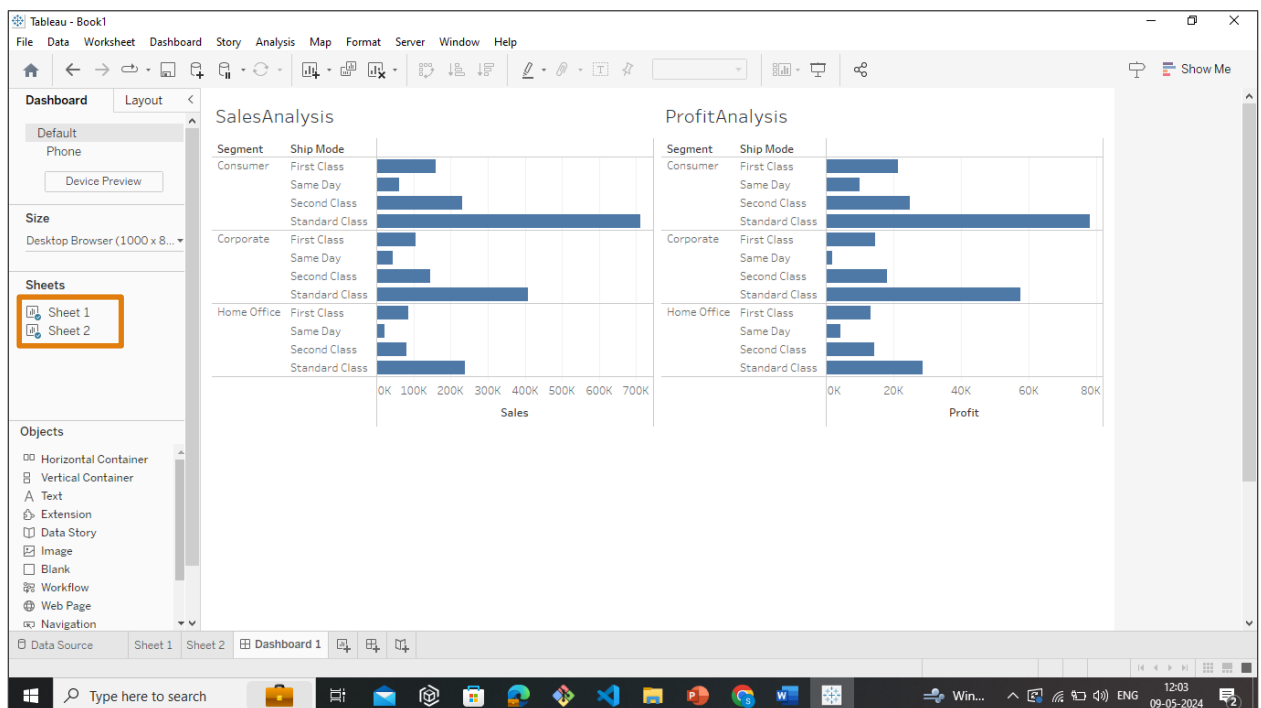 Tableau - Book1
File Data Worksheet Dashboard Story Analysis Map Format Server Window Help
Show Me
Dashboard Layout
Default
Phone
Device Preview
Size
Desktop Browser (1000 x 8...
Sheets
Sheet 1
Sheet 2
Objects
Horizontal Container
Vertical Container
A Text
Extension
Data Story
Image
Blank
Workflow
Web Page
Navigation
SalesAnalysis
Segment Ship Mode
Consumer First Class
Same Day
Second Class
Standard Class
Corporate First Class
Same Day
Second Class
Standard Class
Home Office First Class
Same Day
Second Class
Standard Class
0K 100K 200K 300K 400K 500K 600K 700K
Sales
ProfitAnalysis
Segment Ship Mode
Consumer First Class
Same Day
Second Class
Standard Class
Corporate First Class
Same Day
Second Class
Standard Class
Home Office First Class
Same Day
Second Class
Standard Class
0K 20K 40K 60K 80K
Profit
Data Source Sheet 1 Sheet 2 Dashboard 1
Type here to search
Win... ENG
12:03
09-05-2024
2